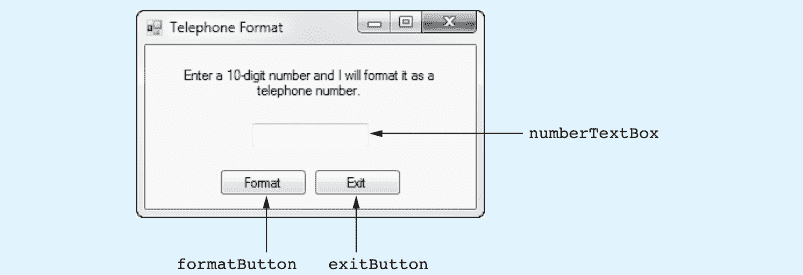 Telephone Format
Enter a 10-digit number and I will format it as a
telephone number.
numberTextBox
Format
Exit
formatButton
exitButton